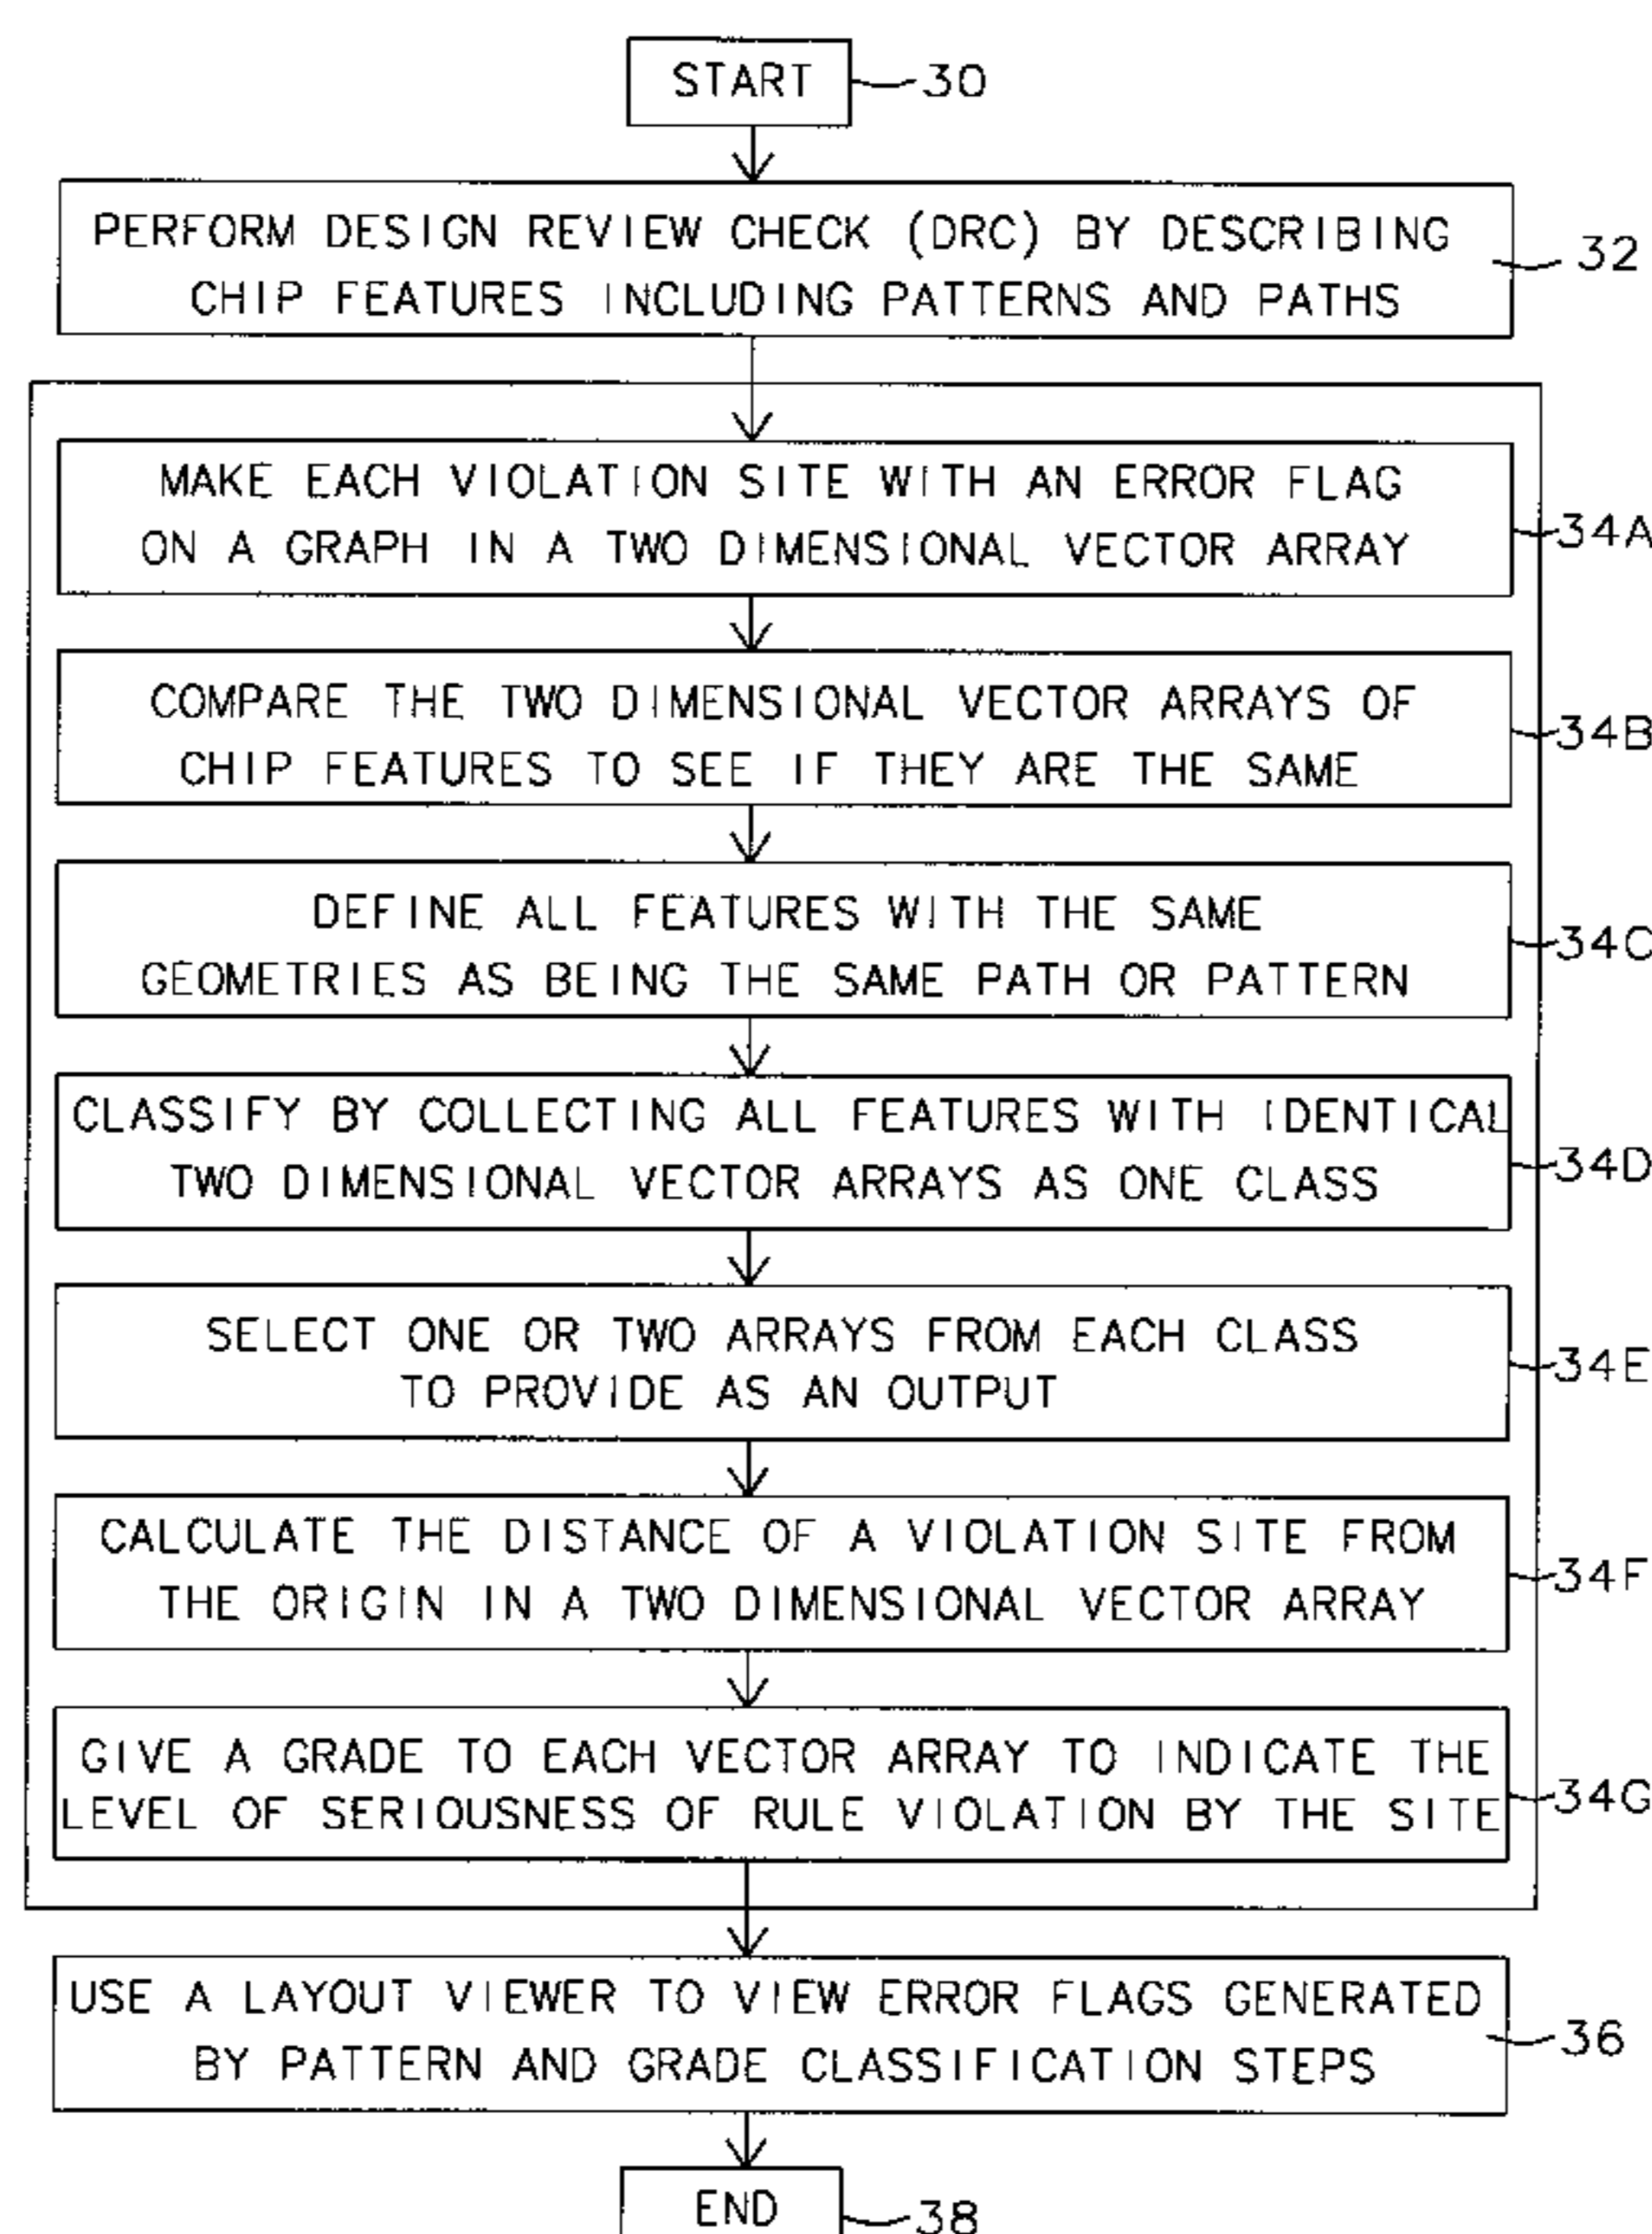 START
30
PERFORM DESIGN REVIEW CHECK (DRC) BY DESCRIBING
CHIP FEATURES INCLUDING PATTERNS AND PATHS
32
MAKE EACH VIOLATION SITE WITH AN ERROR FLAG
ON A GRAPH IN A TWO DIMENSIONAL VECTOR ARRAY
34A
COMPARE THE TWO DIMENSIONAL VECTOR ARRAYS OF
CHIP FEATURES TO SEE IF THEY ARE THE SAME
34B
DEFINE ALL FEATURES WITH THE SAME
GEOMETRIES AS BEING THE SAME PATH OR PATTERN
34C
CLASSIFY BY COLLECTING ALL FEATURES WITH IDENTICAL
TWO DIMENSIONAL VECTOR ARRAYS AS ONE CLASS
34D
SELECT ONE OR TWO ARRAYS FROM EACH CLASS
TO PROVIDE AS AN OUTPUT
34E
CALCULATE THE DISTANCE OF A VIOLATION SITE FROM
THE ORIGIN IN A TWO DIMENSIONAL VECTOR ARRAY
34F
GIVE A GRADE TO EACH VECTOR ARRAY TO INDICATE THE
LEVEL OF SERIOUSNESS OF RULE VIOLATION BY THE SITE
34G
USE A LAYOUT VIEWER TO VIEW ERROR FLAGS GENERATED
BY PATTERN AND GRADE CLASSIFICATION STEPS
36
END
38